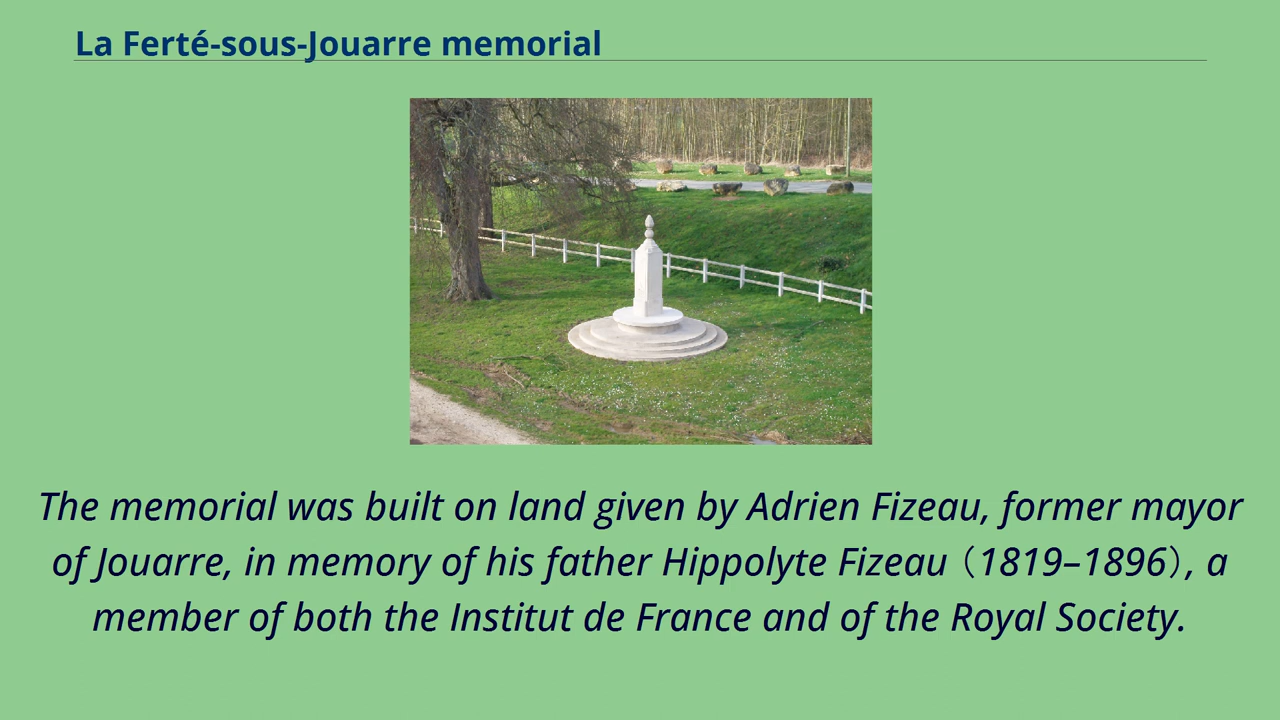 La Ferté-sous-Jouarre memorial
The memorial was built on land given by Adrien Fizeau, former mayor
of Jouarre, in memory of his father Hippolyte Fizeau（1819–1896）, a
member of both the Institut de France and of the Royal Society.